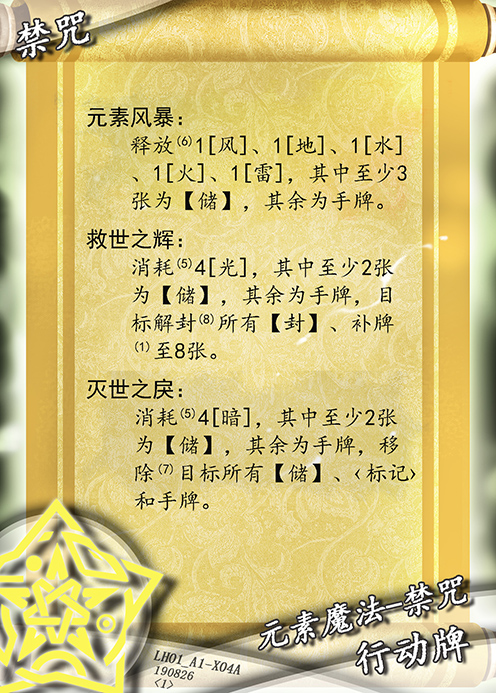 禁咒
元素风暴：
释放⁽⁶⁾1[风]、1[地]、1[水]
、1[火]、1[雷]，其中至少3
张为【储】，其余为手牌。
救世之辉：
消耗⁽⁵⁾4[光]，其中至少2张
为【储】，其余为手牌，目
标解封⁽⁸⁾所有【封】、补牌
⁽¹⁾至8张。
灭世之戾：
消耗⁽⁵⁾4[暗]，其中至少2张
为【储】，其余为手牌，移
除⁽⁷⁾目标所有【储】、<标记>
和手牌。
元素魔法-禁咒
行动牌
LH01_A1-X04A
190826
<1>